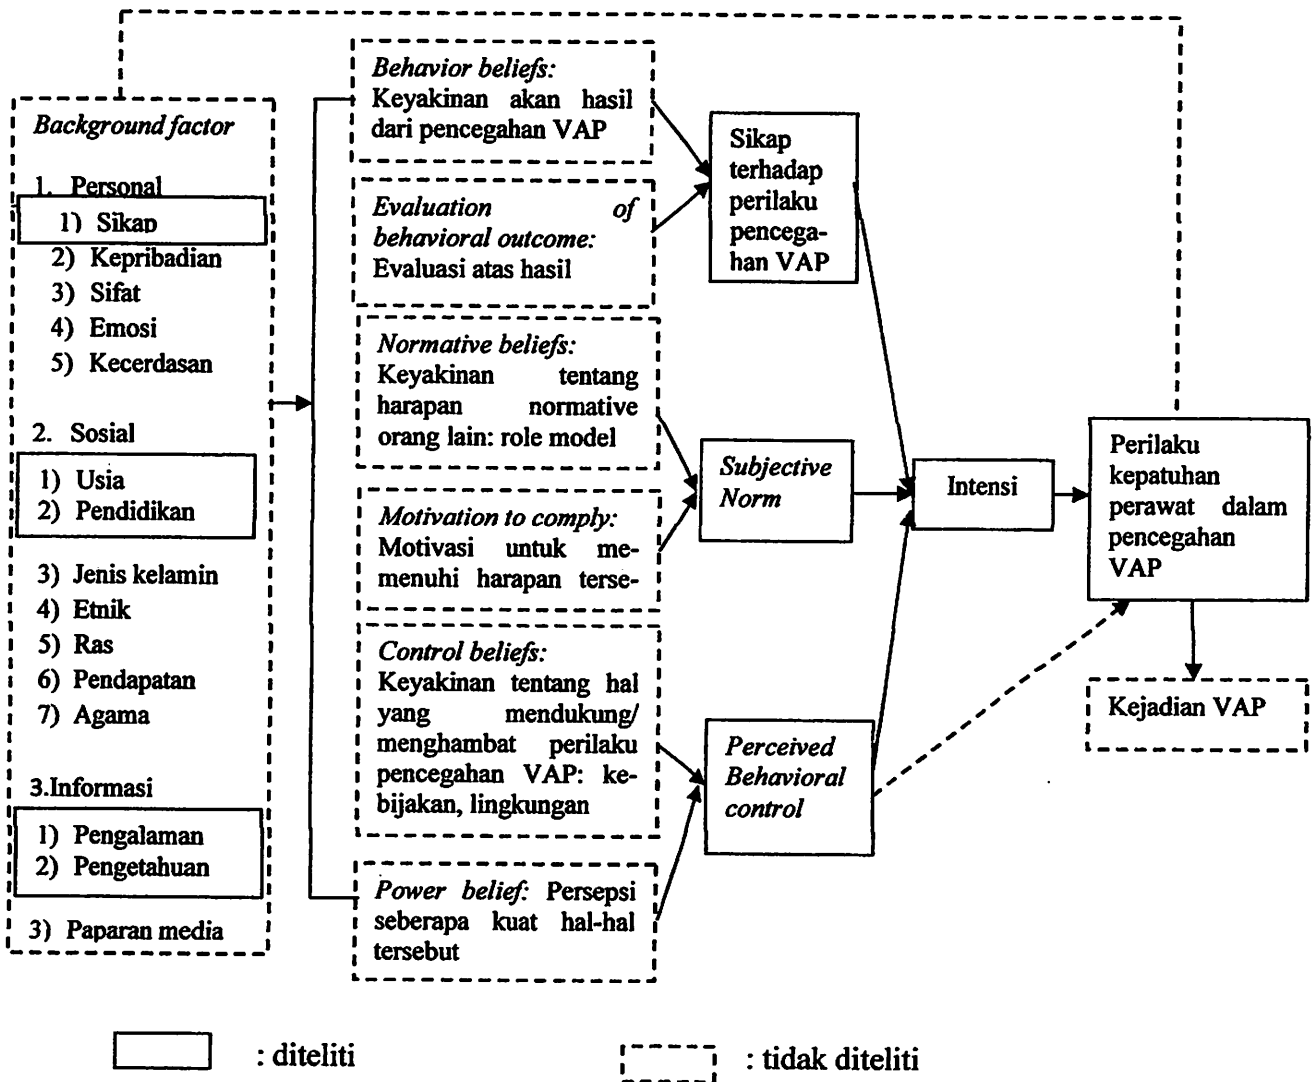 Background factor
1. Personal
1) Sikap
2) Kepribadian
3) Sifat
4) Emosi
5) Kecerdasan
2. Sosial
1) Usia
2) Pendidikan
3) Jenis kelamin
4) Etnik
5) Ras
6) Pendapatan
7) Agama
3.Informasi
1) Pengalaman
2) Pengetahuan
3) Paparan media
Behavior beliefs:
Keyakinan akan hasil
dari pencegahan VAP
Evaluation of
behavioral outcome:
Evaluasi atas hasil
Normative beliefs:
Keyakinan tentang
harapan normative
orang lain: role model
Motivation to comply:
Motivasi untuk me-
menuhi harapan terse-
Control beliefs:
Keyakinan tentang hal
yang mendukung/
menghambat perilaku
pencegahan VAP: ke-
bijakan, lingkungan
Power belief: Persepsi
seberapa kuat hal-hal
tersebut
Sikap
terhadap
perilaku
pencega-
han VAP
Subjective
Norm
Perceived
Behavioral
control
Intensi
Perilaku
kepatuhan
perawat dalam
pencegahan
VAP
Kejadian VAP
: diteliti
: tidak diteliti